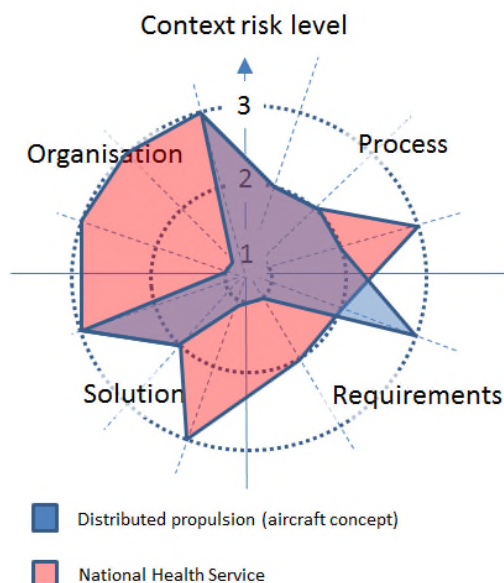 Context risk level
3
Process
Organisation
2
1
Solution
Requirements
Distributed propulsion (aircraft concept)
National Health Service